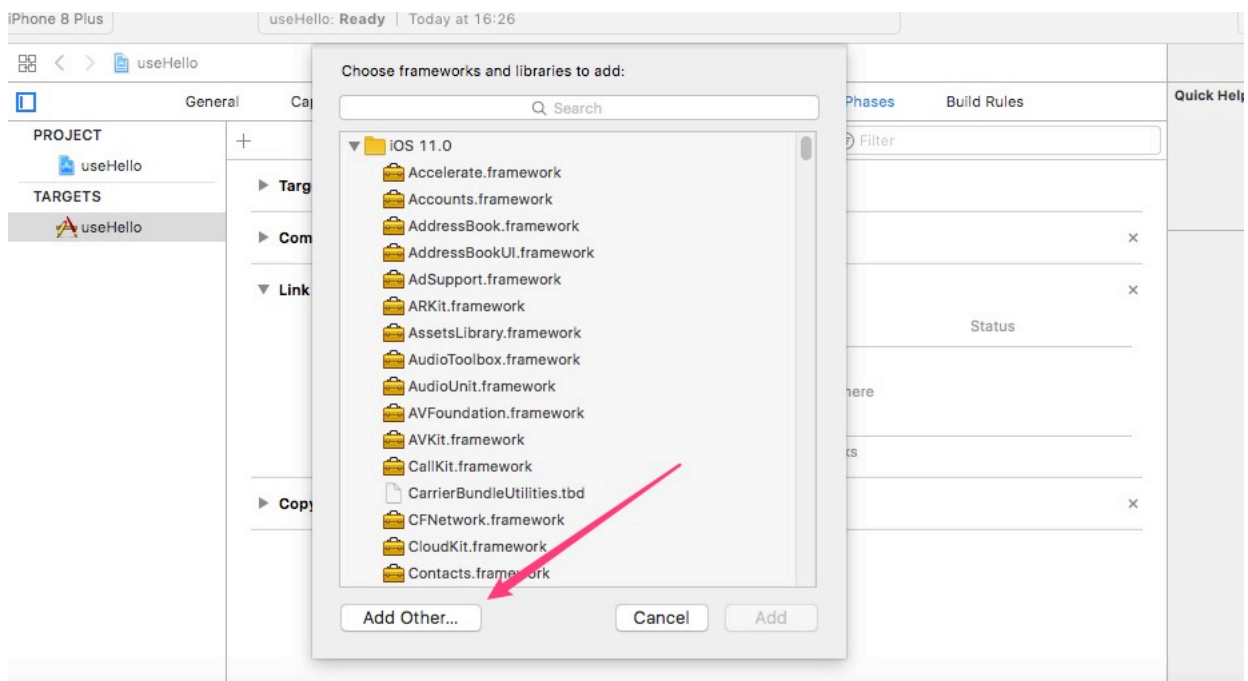 iPhone 8 Plus
useHello: Ready | Today at 16:26
useHello
Choose frameworks and libraries to add:
General
Phases
Build Rules
Quick Help
Search
Filter
PROJECT
useHello
TARGETS
useHello
iOS 11.0
Accelerate.framework
Accounts.framework
AddressBook.framework
AddressBookUI.framework
AdSupport.framework
ARKit.framework
AssetsLibrary.framework
AudioToolbox.framework
AudioUnit.framework
AVFoundation.framework
AVKit.framework
CallKit.framework
CarrierBundleUtilities.tbd
CFNetwork.framework
CloudKit.framework
Contacts.framework
Targ
Com
Link
Status
here
ks
Copy
Add Other...
Cancel
Add